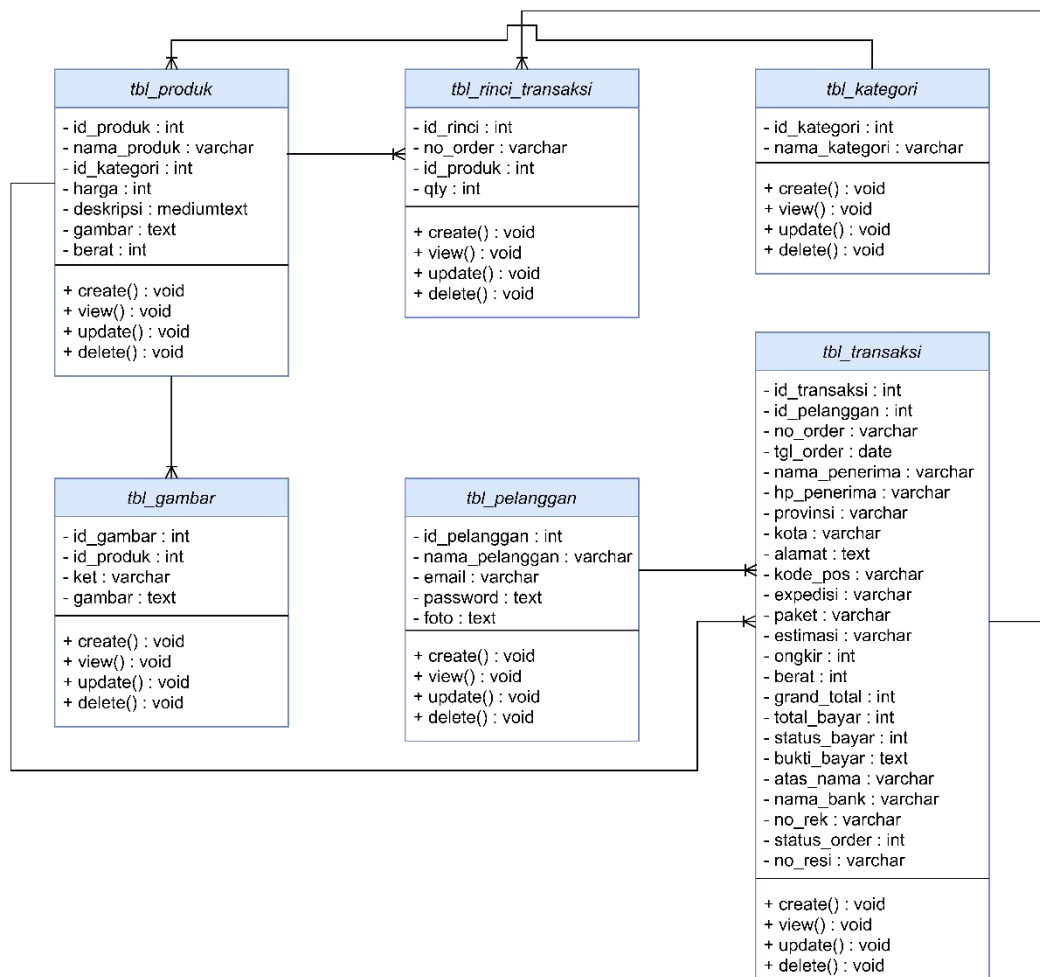 tbl_produk
- id_produk : int
- nama_produk : varchar
- id_kategori : int
- harga : int
- deskripsi : mediumtext
- gambar : text
- berat : int
+ create() : void
+ view() : void
+ update() : void
+ delete() : void
tbl_rinci_transaksi
- id_rinci : int
- no_order : varchar
- id_produk : int
- qty : int
+ create() : void
+ view() : void
+ update() : void
+ delete() : void
tbl_kategori
- id_kategori : int
- nama_kategori : varchar
+ create() : void
+ view() : void
+ update() : void
+ delete() : void
tbl_gambar
- id_gambar : int
- id_produk : int
- ket : varchar
- gambar : text
+ create() : void
+ view() : void
+ update() : void
+ delete() : void
tbl_pelanggan
- id_pelanggan : int
- nama_pelanggan : varchar
- email : varchar
- password : text
- foto : text
+ create() : void
+ view() : void
+ update() : void
+ delete() : void
tbl_transaksi
- id_transaksi : int
- id_pelanggan : int
- no_order : varchar
- tgl_order : date
- nama_penerima : varchar
- hp_penerima : varchar
- provinsi : varchar
- kota : varchar
- alamat : text
- kode_pos : varchar
- expedisi : varchar
- paket : varchar
- estimasi : varchar
- ongkir : int
- berat : int
- grand_total : int
- total_bayar : int
- status_bayar : int
- bukti_bayar : text
- atas_nama : varchar
- nama_bank : varchar
- no_rek : varchar
- status_order : int
- no_resi : varchar
+ create() : void
+ view() : void
+ update() : void
+ delete() : void